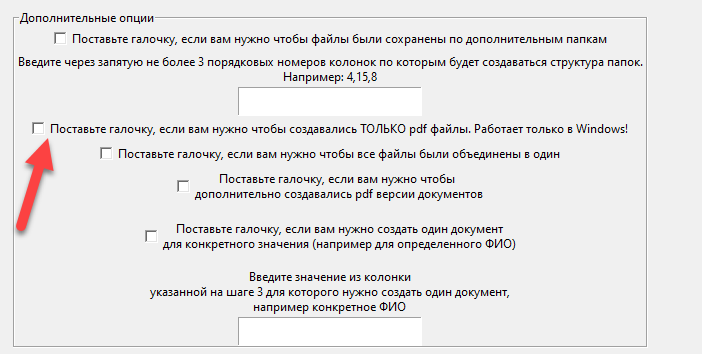 Дополнительные опции
Поставьте галочку, если вам нужно чтобы файлы были сохранены по дополнительным папкам
Введите через запятую не более 3 порядковых номеров колонок по которым будет создаваться структура папок.
Например: 4,15,8
Поставьте галочку, если вам нужно чтобы создавались ТОЛЬКО pdf файлы. Работает только в Windows!
Поставьте галочку, если вам нужно чтобы все файлы были объединены в один
Поставьте галочку, если вам нужно чтобы
дополнительно создавались pdf версии документов
Поставьте галочку, если вам нужно создать один документ
для конкретного значения (например для определенного ФИО)
Введите значение из колонки
указанной на шаге 3 для которого нужно создать один документ,
например конкретное ФИО